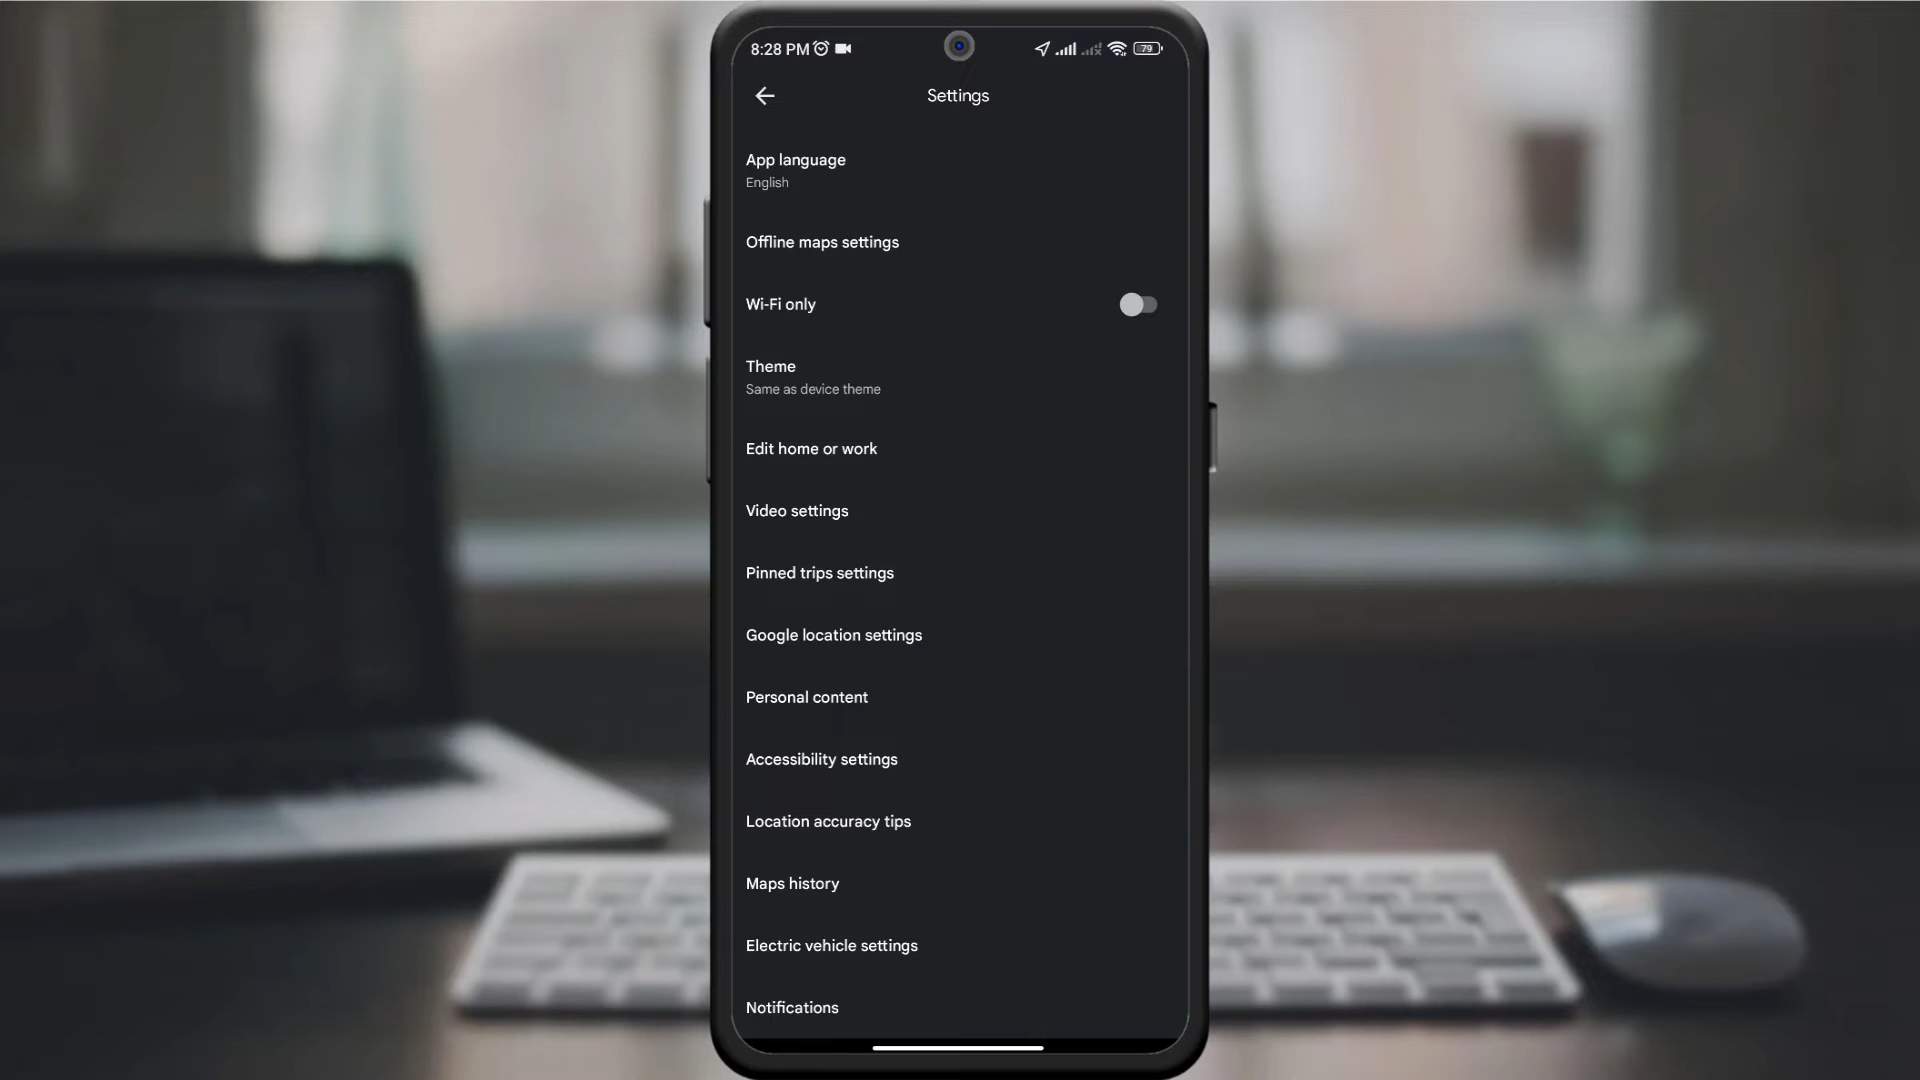 8:28 PM
79
Settings
App language
English
Offline maps settings
Wi-Fi only
Theme
Same as device theme
Edit home or work
Video settings
Pinned trips settings
Google location settings
Personal content
Accessibility settings
Location accuracy tips
Maps history
Electric vehicle settings
Notifications